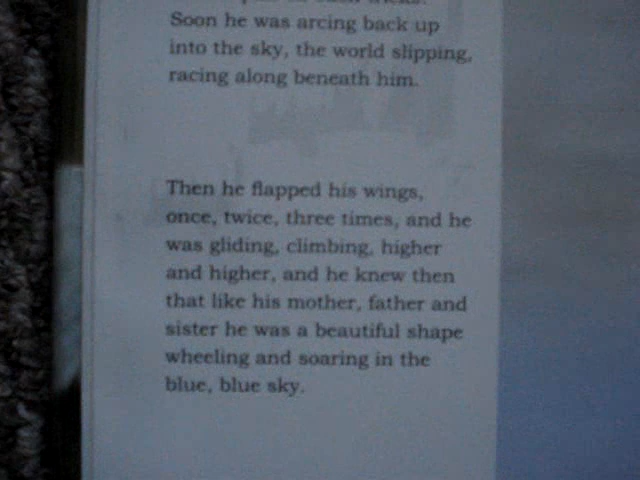 Soon he was arcing back up
into the sky, the world slipping,
racing along beneath him.
Then he flapped his wings,
once, twice, three times, and he
was gliding, climbing, higher
and higher, and he knew then
that like his mother, father and
sister he was a beautiful shape
wheeling and soaring in the
blue, blue sky.